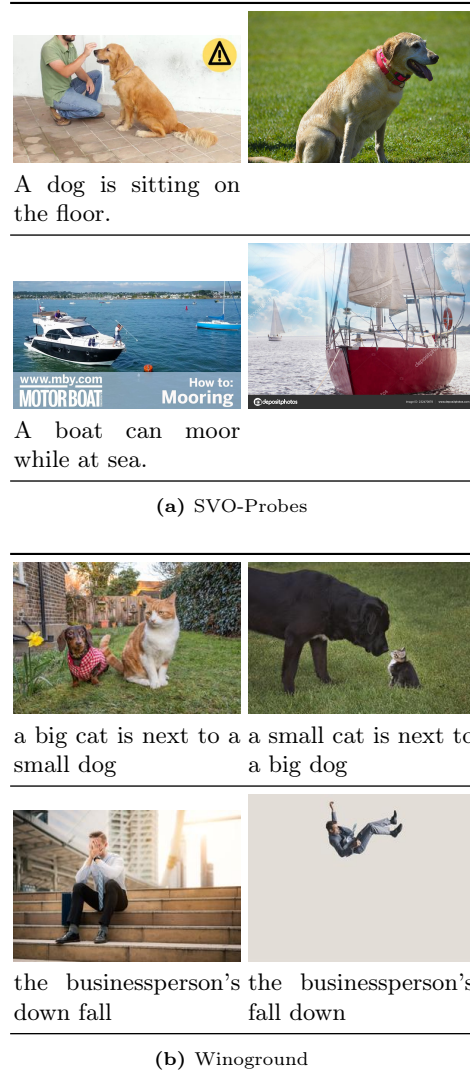 A dog is sitting on
the floor.
www.mby.com
MOTORBOAT
How to:
Mooring
depositphotos
A boat can moor
while at sea.
(a) SVO-Probes
a big cat is next to a
small dog
a small cat is next to
a big dog
the businessperson's
down fall
the businessperson's
fall down
(b) Winoground